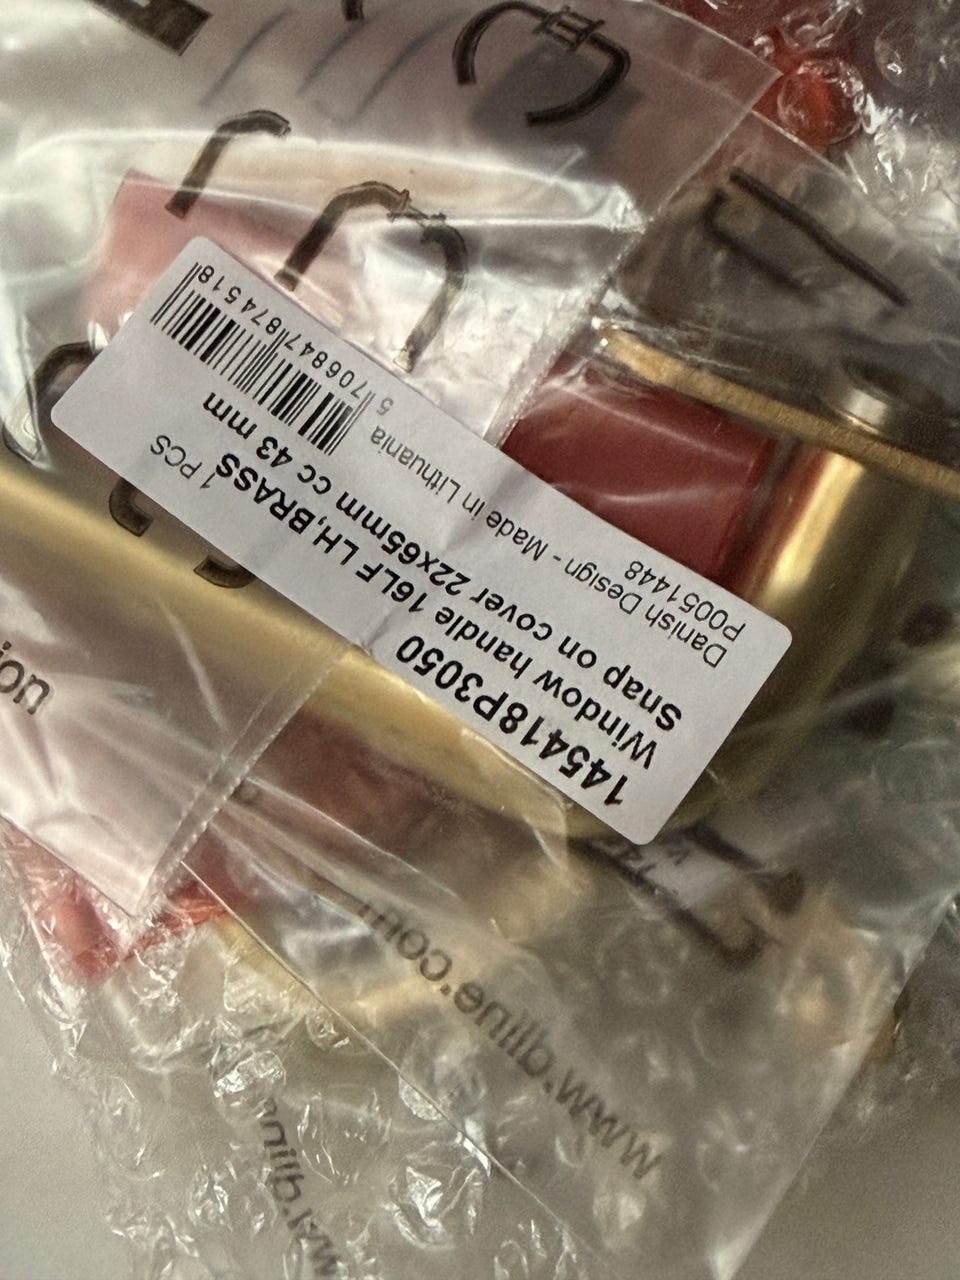 145418P3050
Window handle 16LF LH,BRASS
Snap on cover 22x65mm cc 43 mm
1 PCS
Danish Design - Made in Lithuania
P0051448
5 706847 874518
www.qliue.com